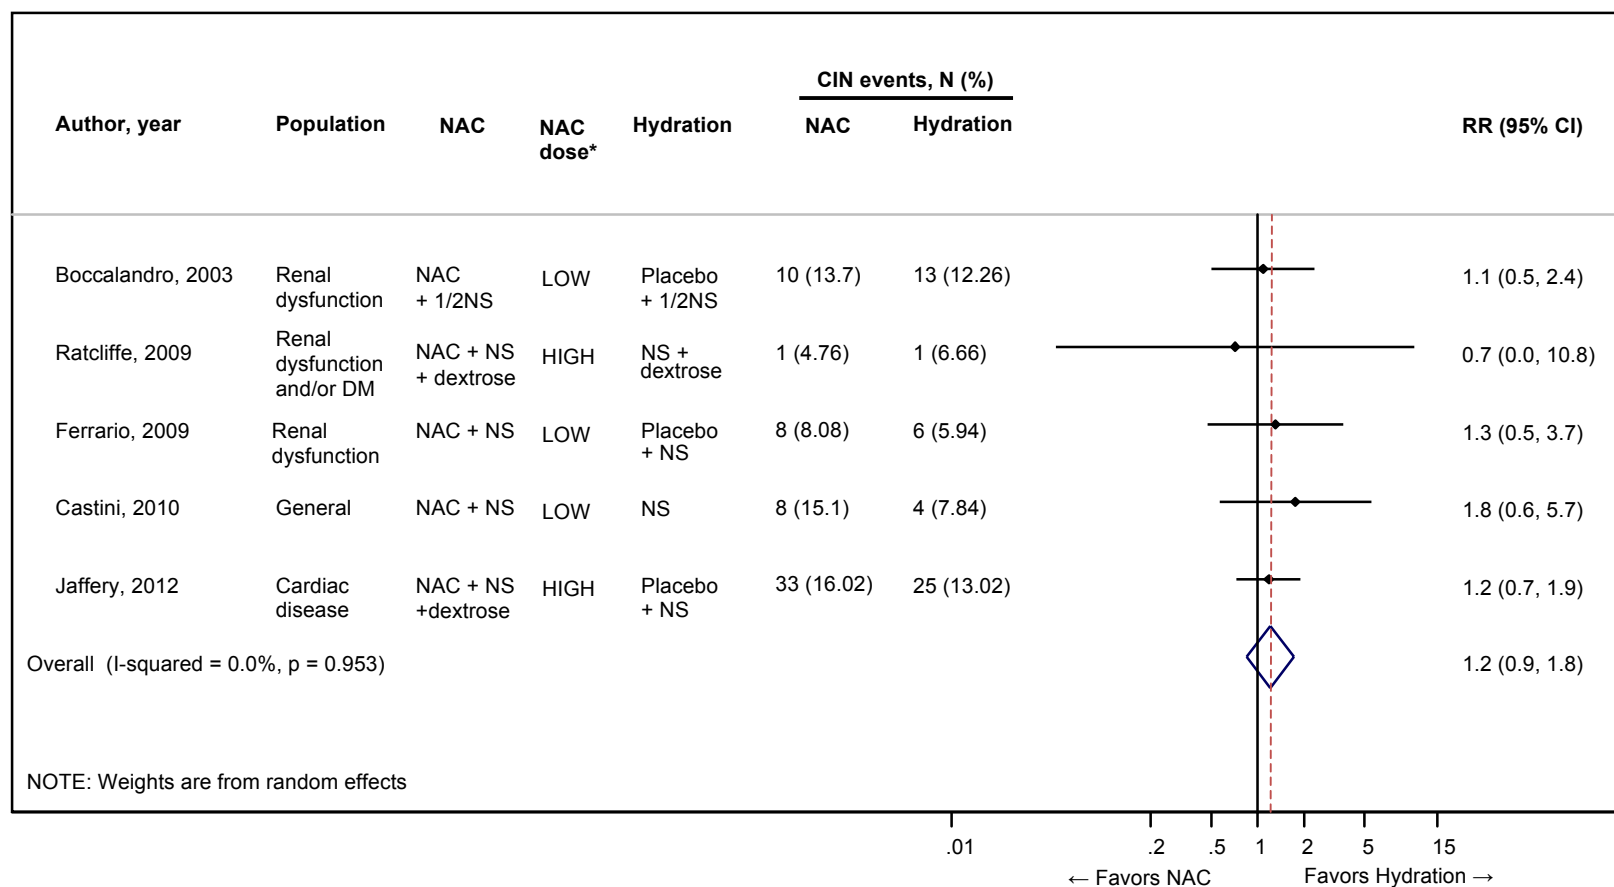 CIN events, N (%)
Author, year Population NAC NAC Hydration NAC Hydration RR (95% CI)
dose*
Boccalandro, 2003 Renal NAC LOW Placebo 10 (13.7) 13 (12.26) 1.1 (0.5, 2.4)
dysfunction + 1/2NS + 1/2NS
Renal
Ratcliffe, 2009 dysfunction NAC + NS HIGH NS + 1 (4.76) 1 (6.66) 0.7 (0.0, 10.8)
and/or DM + dextrose dextrose
Ferrario, 2009 Renal NAC + NS LOW Placebo 8 (8.08) 6 (5.94) 1.3 (0.5, 3.7)
dysfunction + NS
Castini, 2010 General NAC + NS LOW NS 8 (15.1) 4 (7.84) 1.8 (0.6, 5.7)
Jaffery, 2012 Cardiac NAC + NS HIGH Placebo 33 (16.02) 25 (13.02) 1.2 (0.7, 1.9)
disease +dextrose + NS
Overall (I-squared = 0.0%, p = 0.953) 1.2 (0.9, 1.8)
NOTE: Weights are from random effects
.01 .2 .5 1 2 5 15
← Favors NAC Favors Hydration →